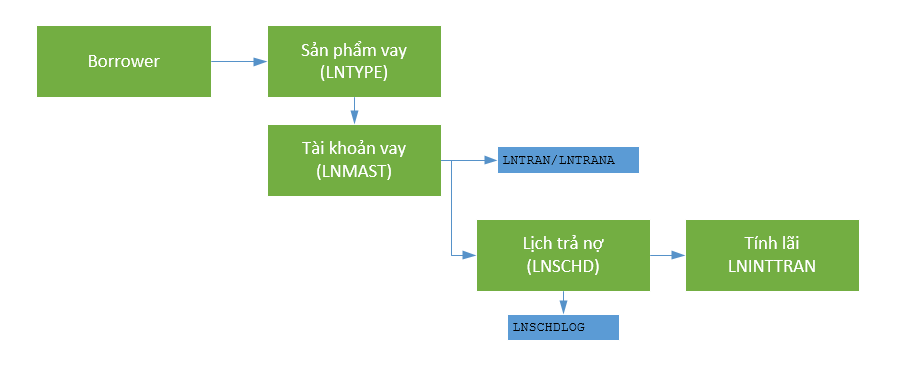 Borrower
Sản phẩm vay
(LNTYPE)
Tài khoản vay
(LNMAST)
LNTRAN/LNTRANA
Lịch trả nợ
(LNSCHD)
Tính lãi
LNINTTRAN
LNSCHDLOG